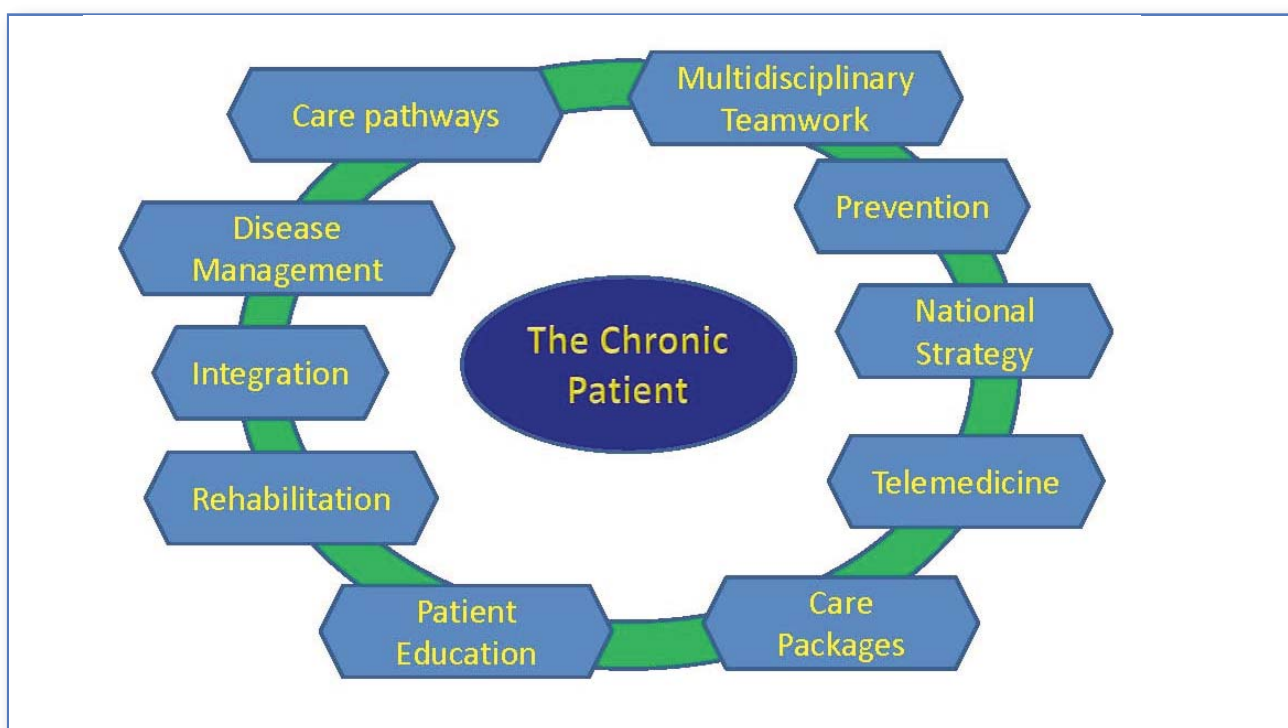 Care pathways
Multidisciplinary
Teamwork
Disease
Management
Prevention
The Chronic
Patient
National
Strategy
Integration
Rehabilitation
Telemedicine
Patient
Education
Care
Packages